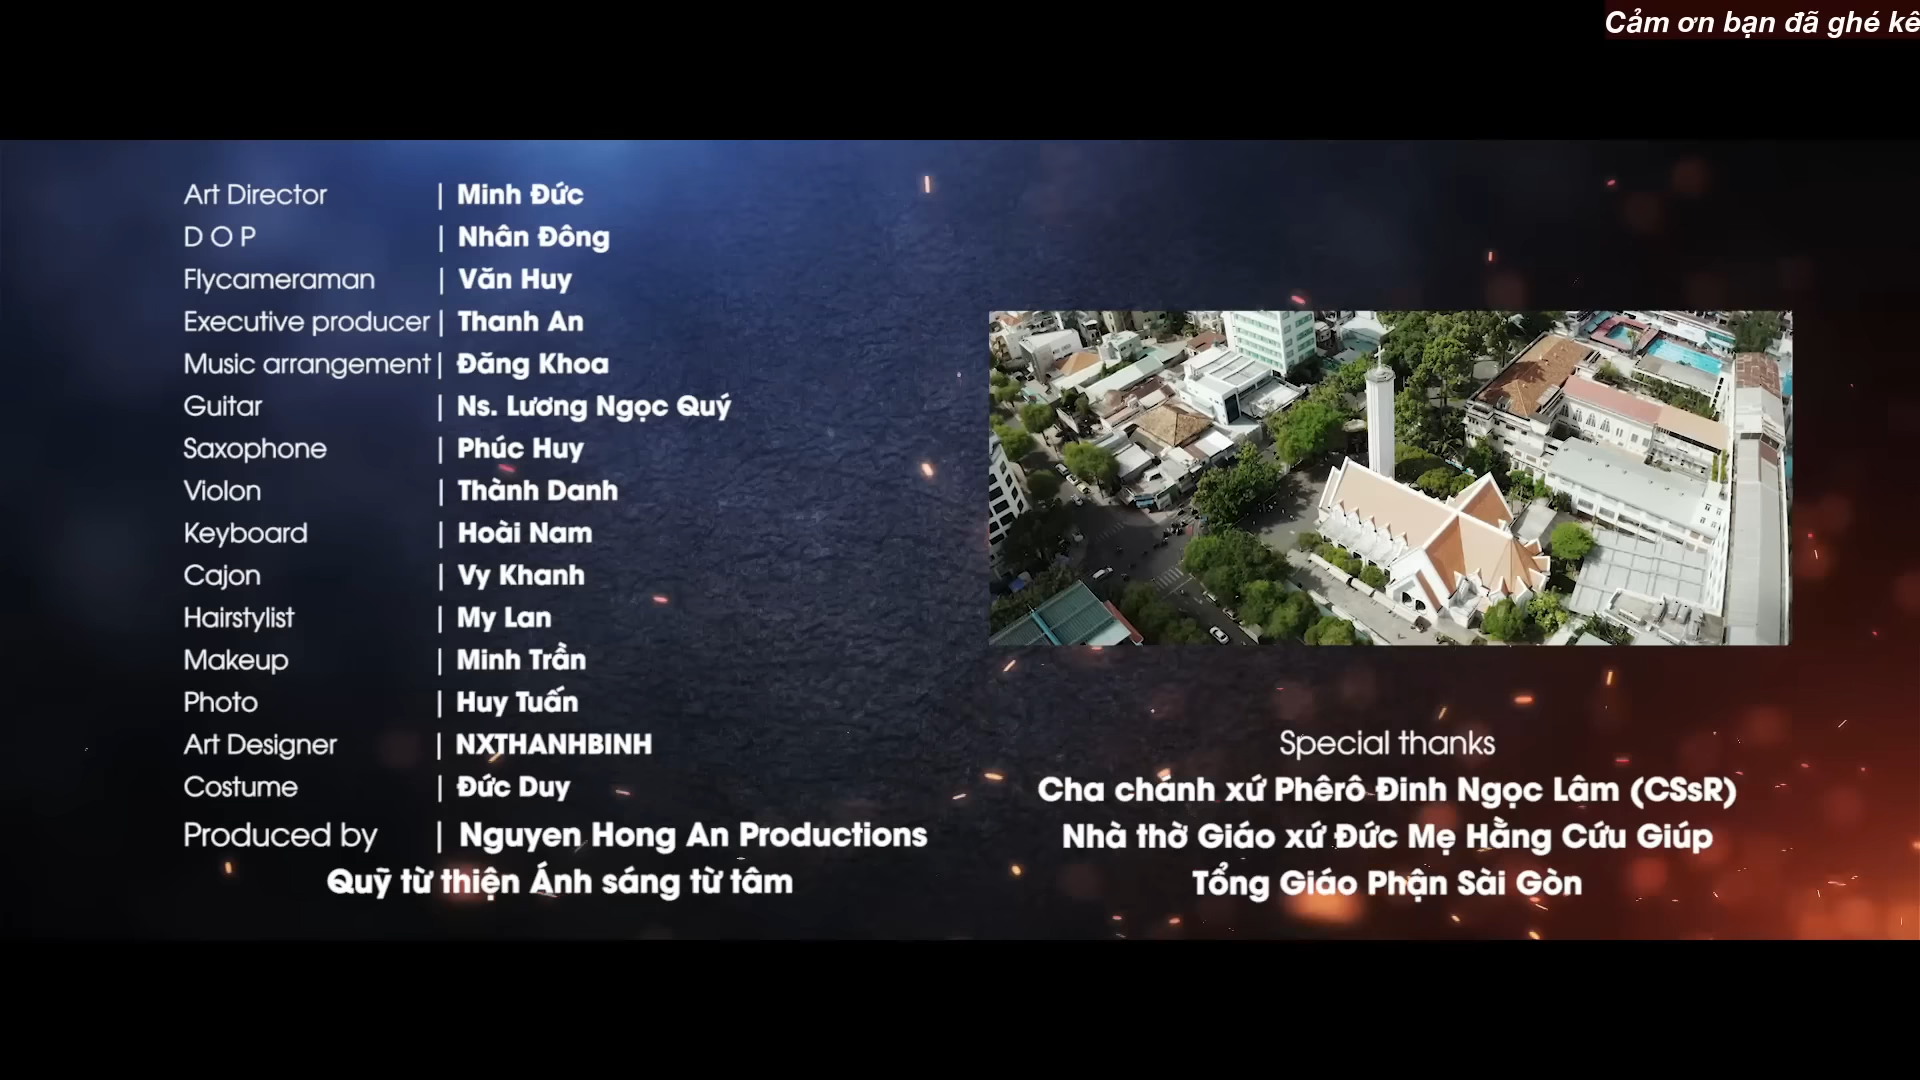 Cảm ơn bạn đã ghé kê
Art Director | Minh Đức
D O P | Nhân Đông
Flycameraman | Văn Huy
Executive producer | Thanh An
Music arrangement | Đăng Khoa
Guitar | Ns. Lương Ngọc Quý
Saxophone | Phúc Huy
Violon | Thành Danh
Keyboard | Hoài Nam
Cajon | Vy Khanh
Hairstylist | My Lan
Makeup | Minh Trần
Photo | Huy Tuấn
Art Designer | NXTHANHBINH
Costume | Đức Duy
Produced by | Nguyen Hong An Productions
Quỹ từ thiện Ánh sáng từ tâm
Special thanks
Cha chánh xứ Phêrô Đinh Ngọc Lâm (CSsR)
Nhà thờ Giáo xứ Đức Mẹ Hằng Cứu Giúp
Tổng Giáo Phận Sài Gòn